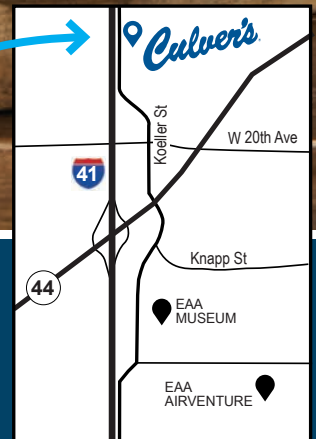 Culver's
Koeller St
W 20th Ave
41
Knapp St
44
EAA
MUSEUM
EAA
AIRVENTURE